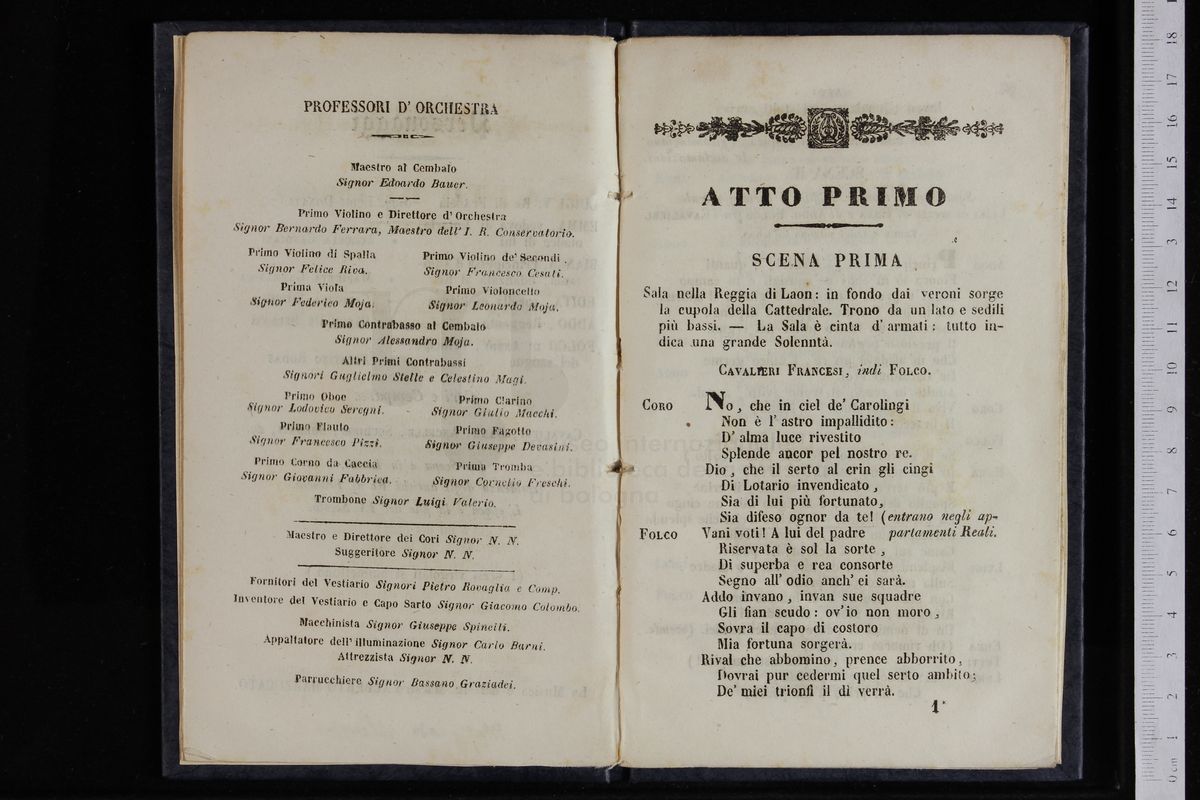 PROFESSORI D' ORCHESTRA
Maestro al Cembalo
Signor Edoardo Bauer.
Primo Violino e Direttore d' Orchestra
Signor Bernardo Ferrara, Maestro dell' I. R. Conservatorio.
Primo Violino di Spalla
Signor Felice Riva.
Primo Violino de' Secondi.
Signor Francesco Cesati.
Prima Viola
Signor Federico Moja.
Primo Violoncello
Signor Leonardo Moja.
Primo Contrabasso al Cembalo
Signor Alessandro Moja.
Altri Primi Contrabassi
Signori Guglielmo Stelle e Celestino Magi.
Primo Oboe
Signor Lodovico Seregni.
Primo Clarino
Signor Giulio Macchi.
Primo Flauto
Signor Francesco Pizzi.
Primo Fagotto
Signor Giuseppe Devasini.
Primo Corno da Caccia
Signor Giovanni Fabbrica.
Prima Tromba
Signor Cornelio Freschi.
Trombone Signor Luigi Valerio.
Maestro e Direttore dei Cori Signor N. N.
Suggeritore Signor N. N.
Fornitori del Vestiario Signori Pietro Rovaglia e Comp.
Inventore del Vestiario e Capo Sarto Signor Giacomo Colombo.
Macchinista Signor Giuseppe Spinelli.
Appaltatore dell' illuminazione Signor Carlo Barni.
Attrezzista Signor N. N.
Parrucchiere Signor Bassano Graziadei.
ATTO PRIMO
SCENA PRIMA
Sala nella Reggia di Laon: in fondo dai veroni sorge
la cupola della Cattedrale. Trono da un lato e sedili
più bassi. — La Sala è cinta d' armati: tutto in-
dica una grande Solennità.
CAVALIERI FRANCESI, indi FOLCO.
CORO No, che in ciel de' Carolingi
Non è l' astro impallidito:
D' alma luce rivestito
Splende ancor pel nostro re.
Dio, che il serto al crin gli cingi
Di Lotario invendicato,
Sia di lui più fortunato,
Sia difeso ognor da te! (entrano negli ap-
FOLCO Vani voti! A lui del padre partamenti Reali.
Riservata è sol la sorte,
Di superba e rea consorte
Segno all' odio anch' ei sarà.
Addo invano, invan sue squadre
Gli fian scudo: ov' io non moro,
Sovra il capo di costoro
Mia fortuna sorgerà.
Rival che abbomino, prence abborrito,
Dovrai pur cedermi quel serto ambito;
De' miei trionfi il dì verrà.
1*